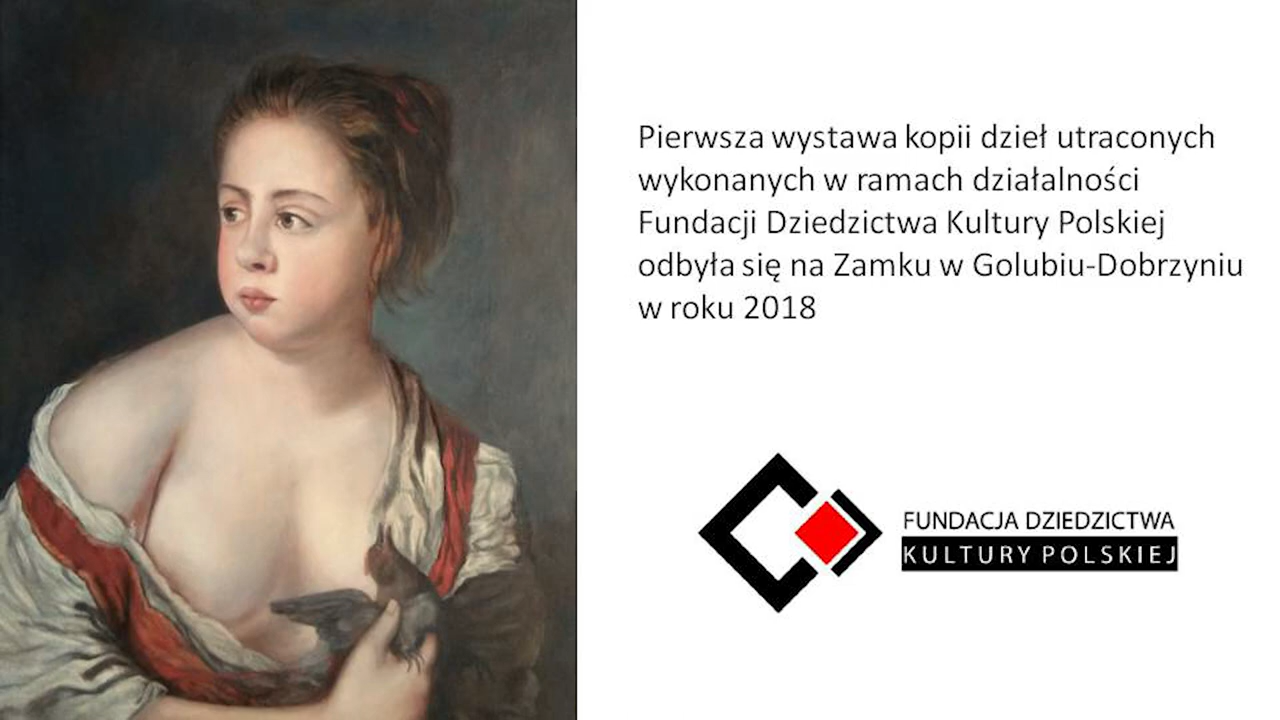 Pierwsza wystawa kopii dzieł utraconych
wykonanych w ramach działalności
Fundacji Dziedzictwa Kultury Polskiej
odbyła się na Zamku w Golubiu-Dobrzyniu
w roku 2018
FUNDACJA DZIEDZICTWA
KULTURY POLSKIEJ